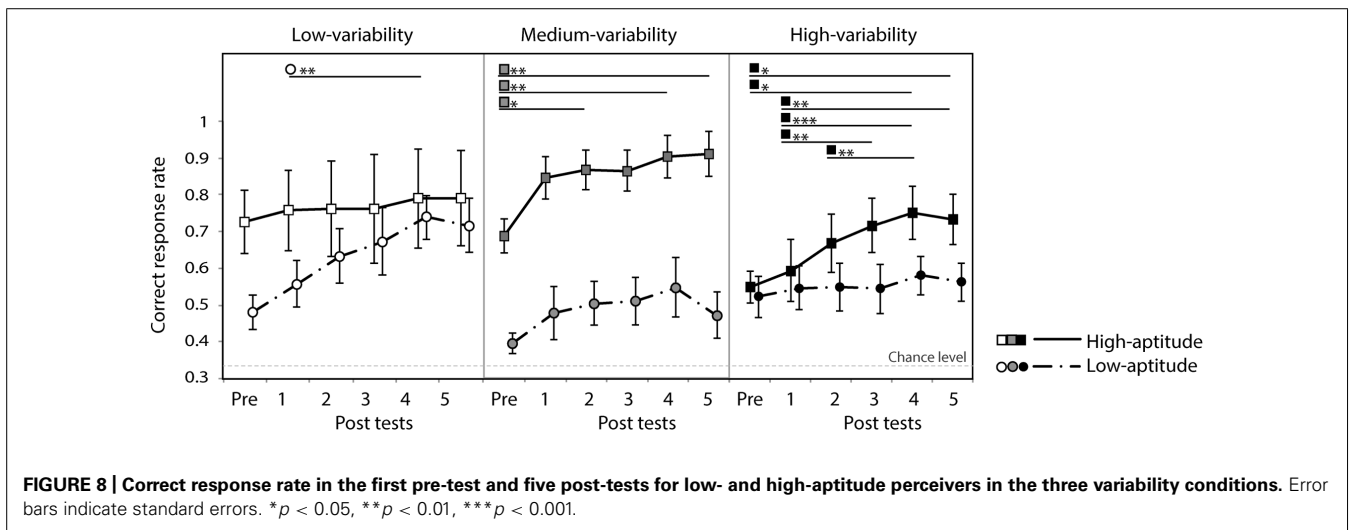 Low-variability Medium-variability High-variability
** ** *
** *
* **
***
**
**
1
0.9
0.8
0.7
0.6
0.5
0.4
0.3
Correct response rate
Chance level
High-aptitude
Low-aptitude
Pre 1 2 3 4 5 Pre 1 2 3 4 5 Pre 1 2 3 4 5
Post tests Post tests Post tests
FIGURE 8 | Correct response rate in the first pre-test and five post-tests for low- and high-aptitude perceivers in the three variability conditions. Error
bars indicate standard errors. *p < 0.05, **p < 0.01, ***p < 0.001.